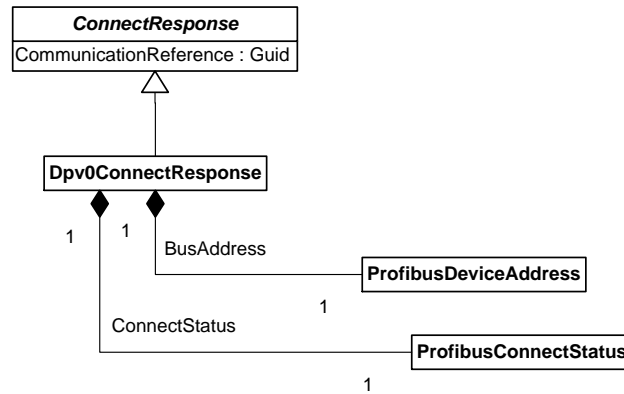 ConnectResponse
CommunicationReference : Guid
Dpv0ConnectResponse
1
1
BusAddress
ProfibusDeviceAddress
1
ConnectStatus
ProfibusConnectStatus
1